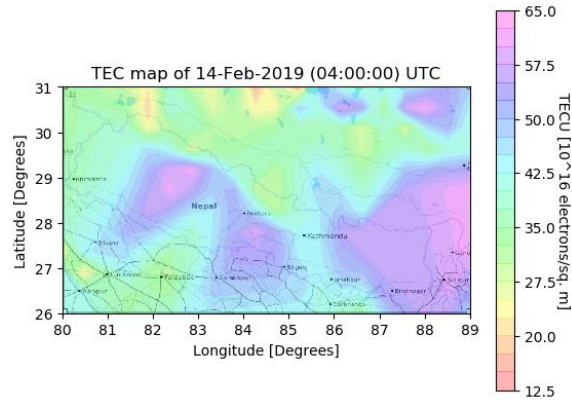 TEC map of 14-Feb-2019 (04:00:00) UTC
31
30
29
28
27
26
Latitude [Degrees]
Nepal
Pokhara
Kathmandu
80 81 82 83 84 85 86 87 88 89
Longitude [Degrees]
65.0
57.5
50.0
42.5
35.0
27.5
20.0
12.5
TECU [10^16 electrons/sq. m]